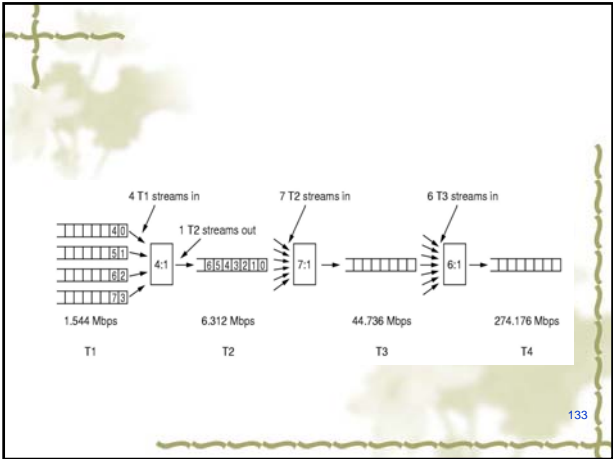 4 T1 streams in
7 T2 streams in
6 T3 streams in
1 T2 streams out
4 0
5 1
6 2
7 3
4:1
6 5 4 3 2 1 0
7:1
6:1
1.544 Mbps
6.312 Mbps
44.736 Mbps
274.176 Mbps
T1
T2
T3
T4
133